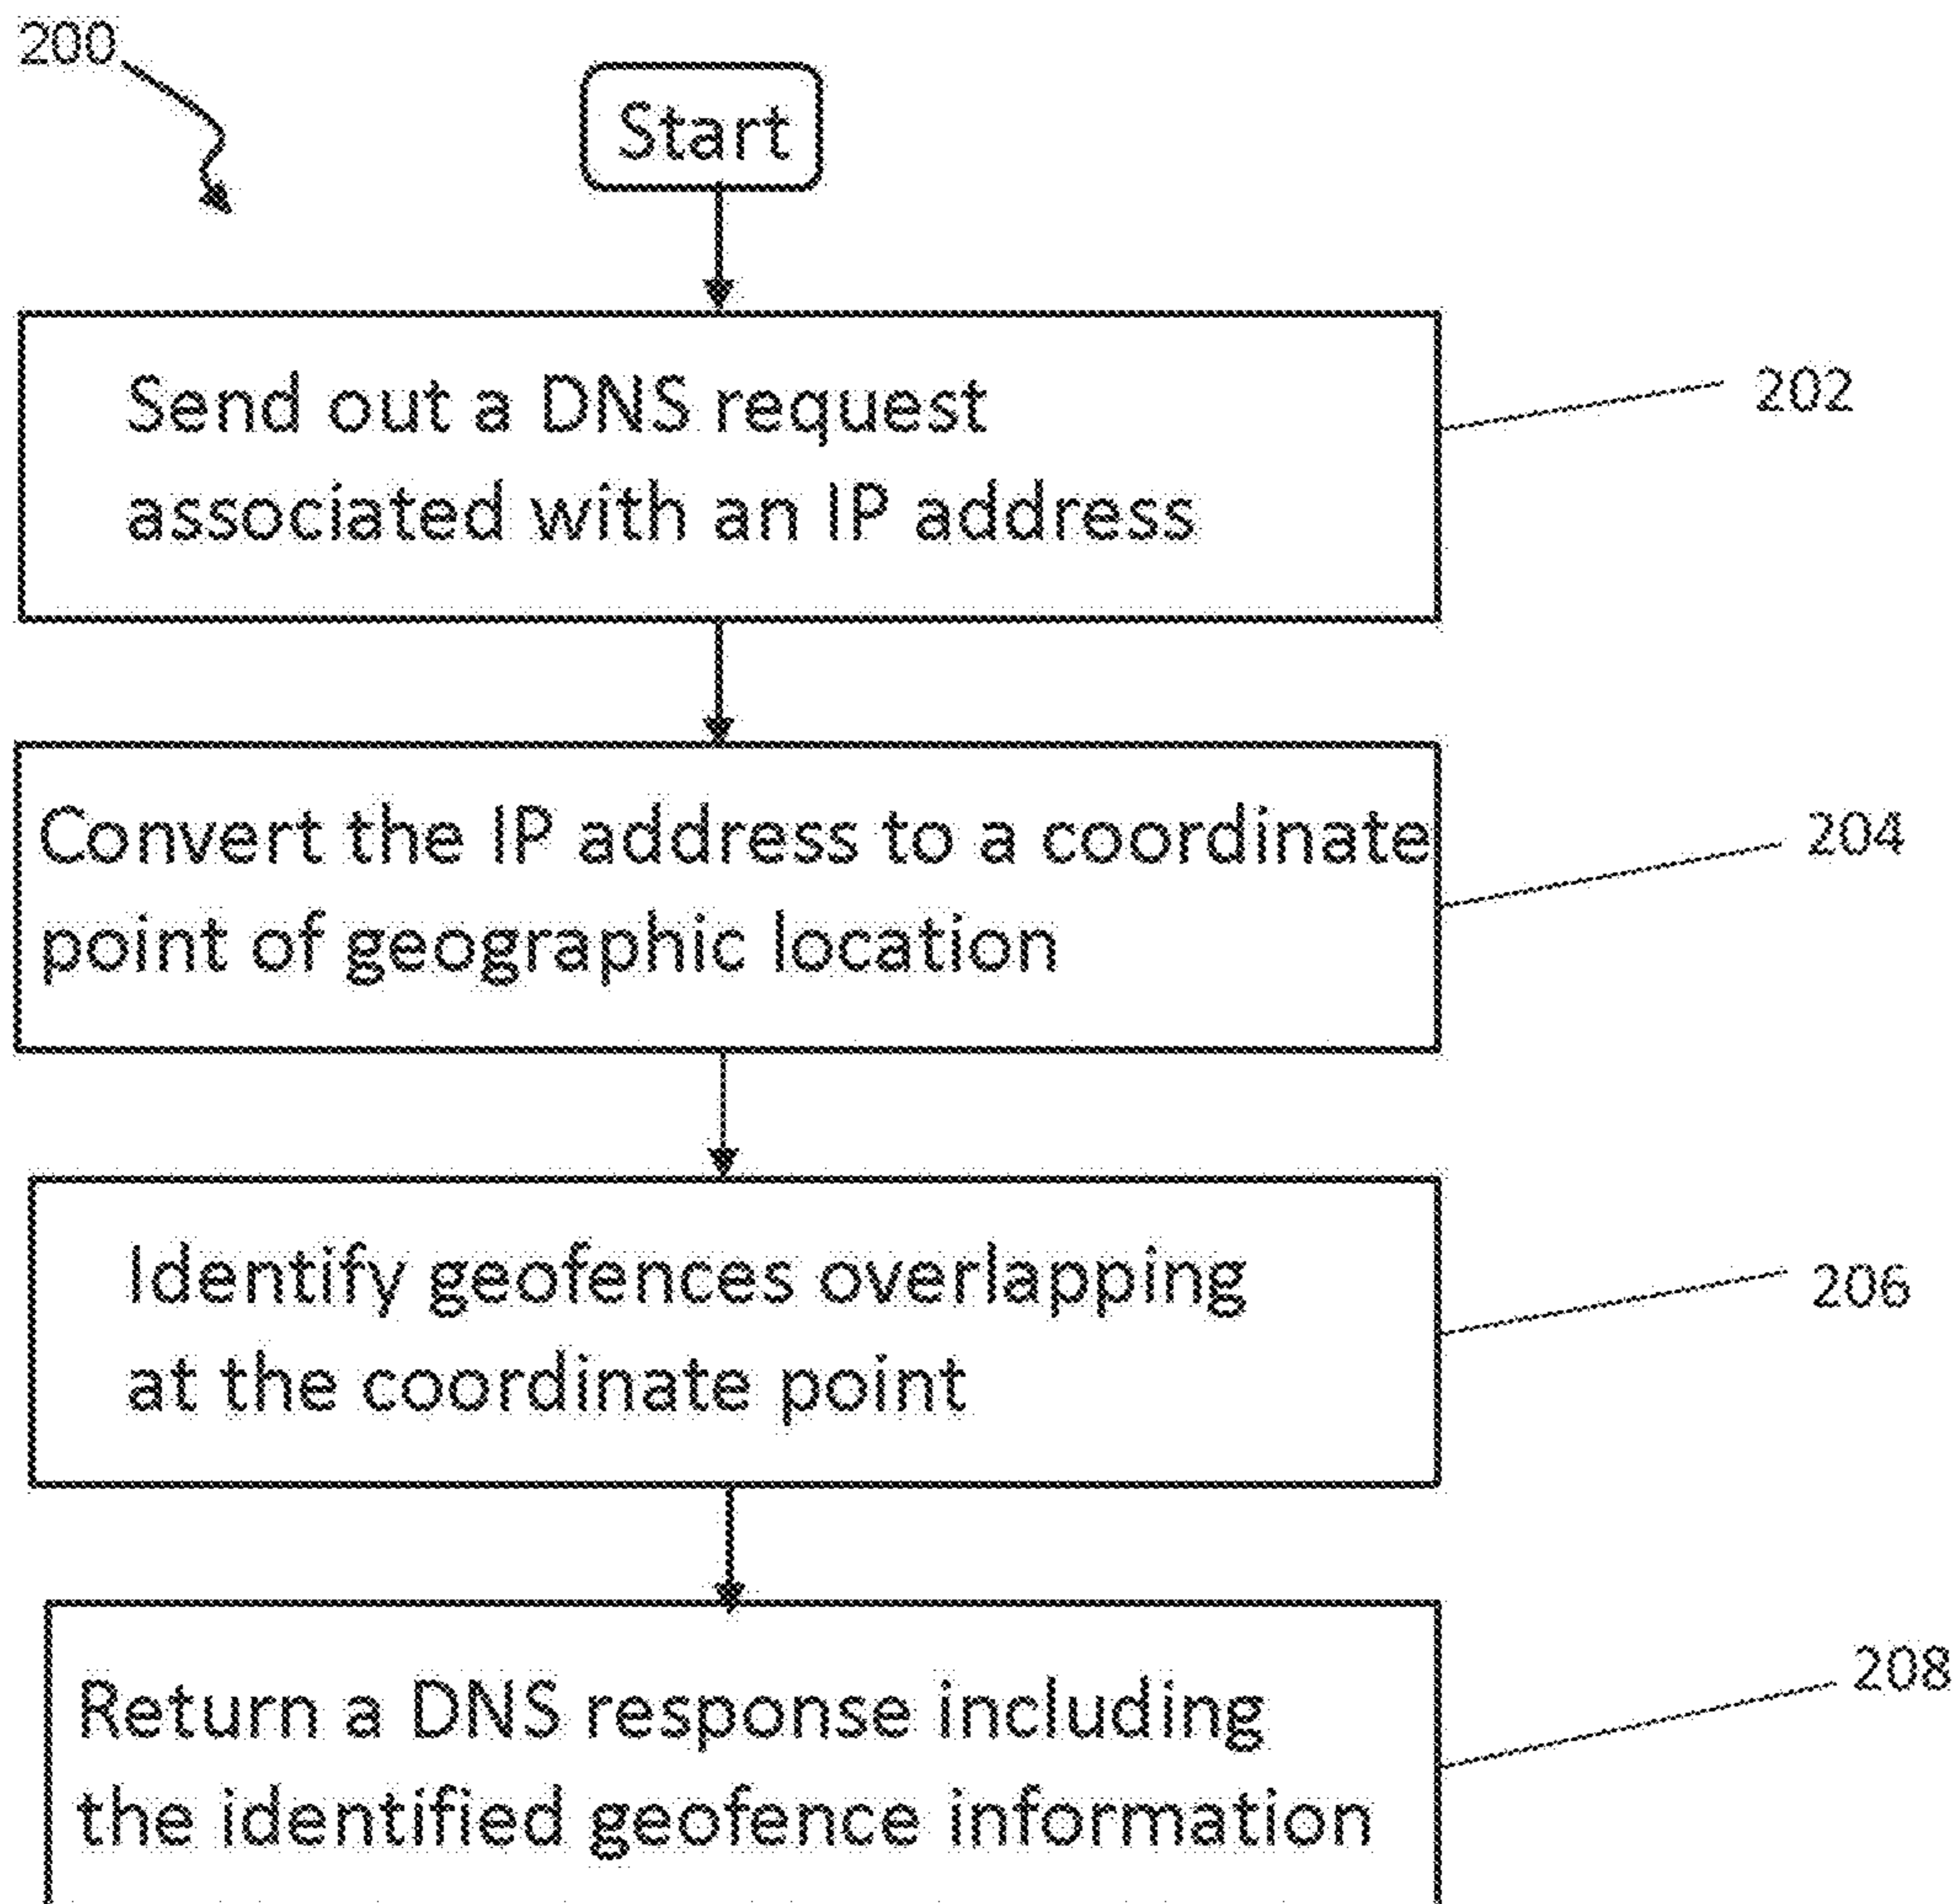 200
Start
Send out a DNS request
associated with an IP address
202
Convert the IP address to a coordinate
point of geographic location
204
Identify geofences overlapping
at the coordinate point
206
Return a DNS response including
the identified geofence information
208